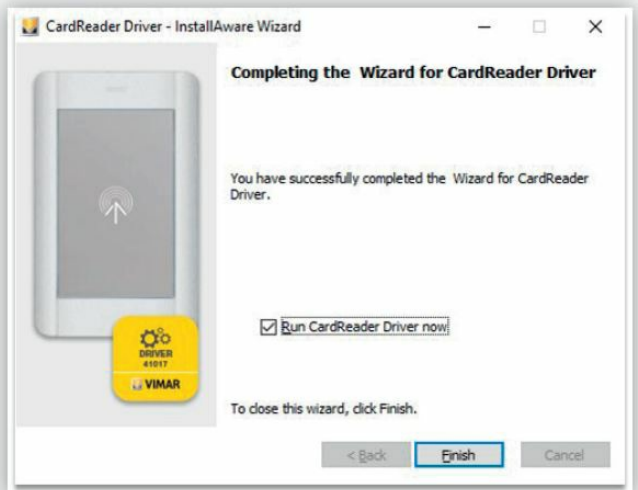 CardReader Driver - InstallAware Wizard
Completing the Wizard for CardReader Driver
You have successfully completed the Wizard for CardReader
Driver.
Run CardReader Driver now
DRIVER
41017
VIMAR
To close this wizard, click Finish.
< Back
Finish
Cancel